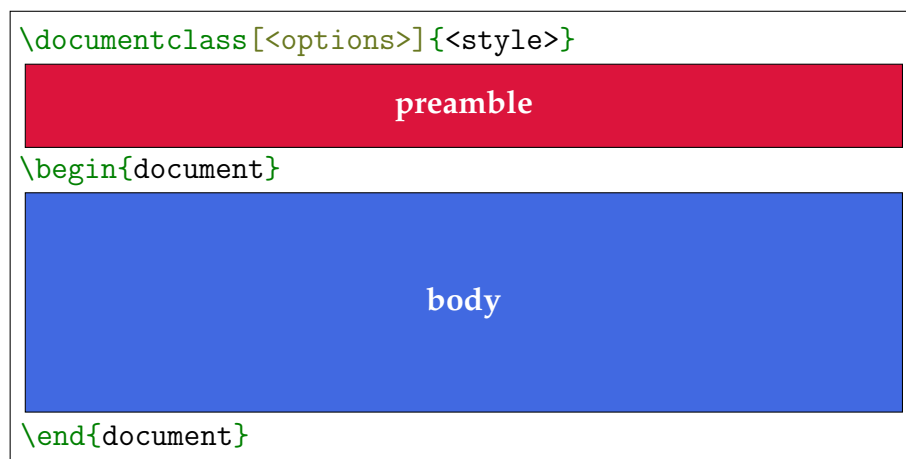 \documentclass[<options>]{<style>}
preamble
\begin{document}
body
\end{document}